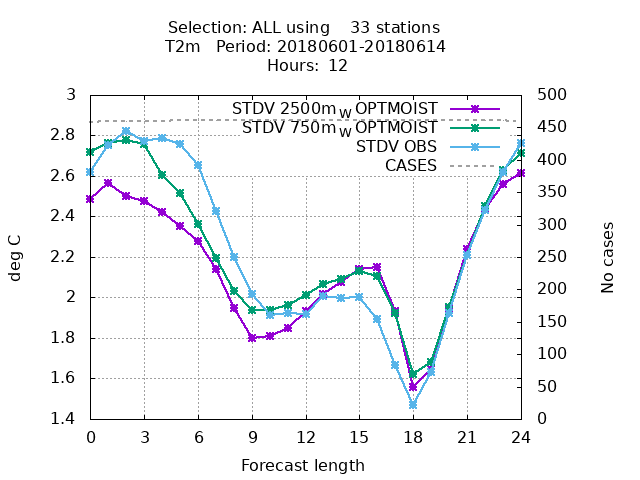 Selection: ALL using 33 stations
T2m Period: 20180601-20180614
Hours: 12
3 500
STDV 2500m_W OPTMOIST
2.8 STDV 750m_W OPTMOIST 450
STDV OBS
400
CASES
2.6 350
2.4 300
deg C
2.2 250
No cases
2 200
1.8 150
100
1.6 50
1.4 0
0 3 6 9 12 15 18 21 24
Forecast length